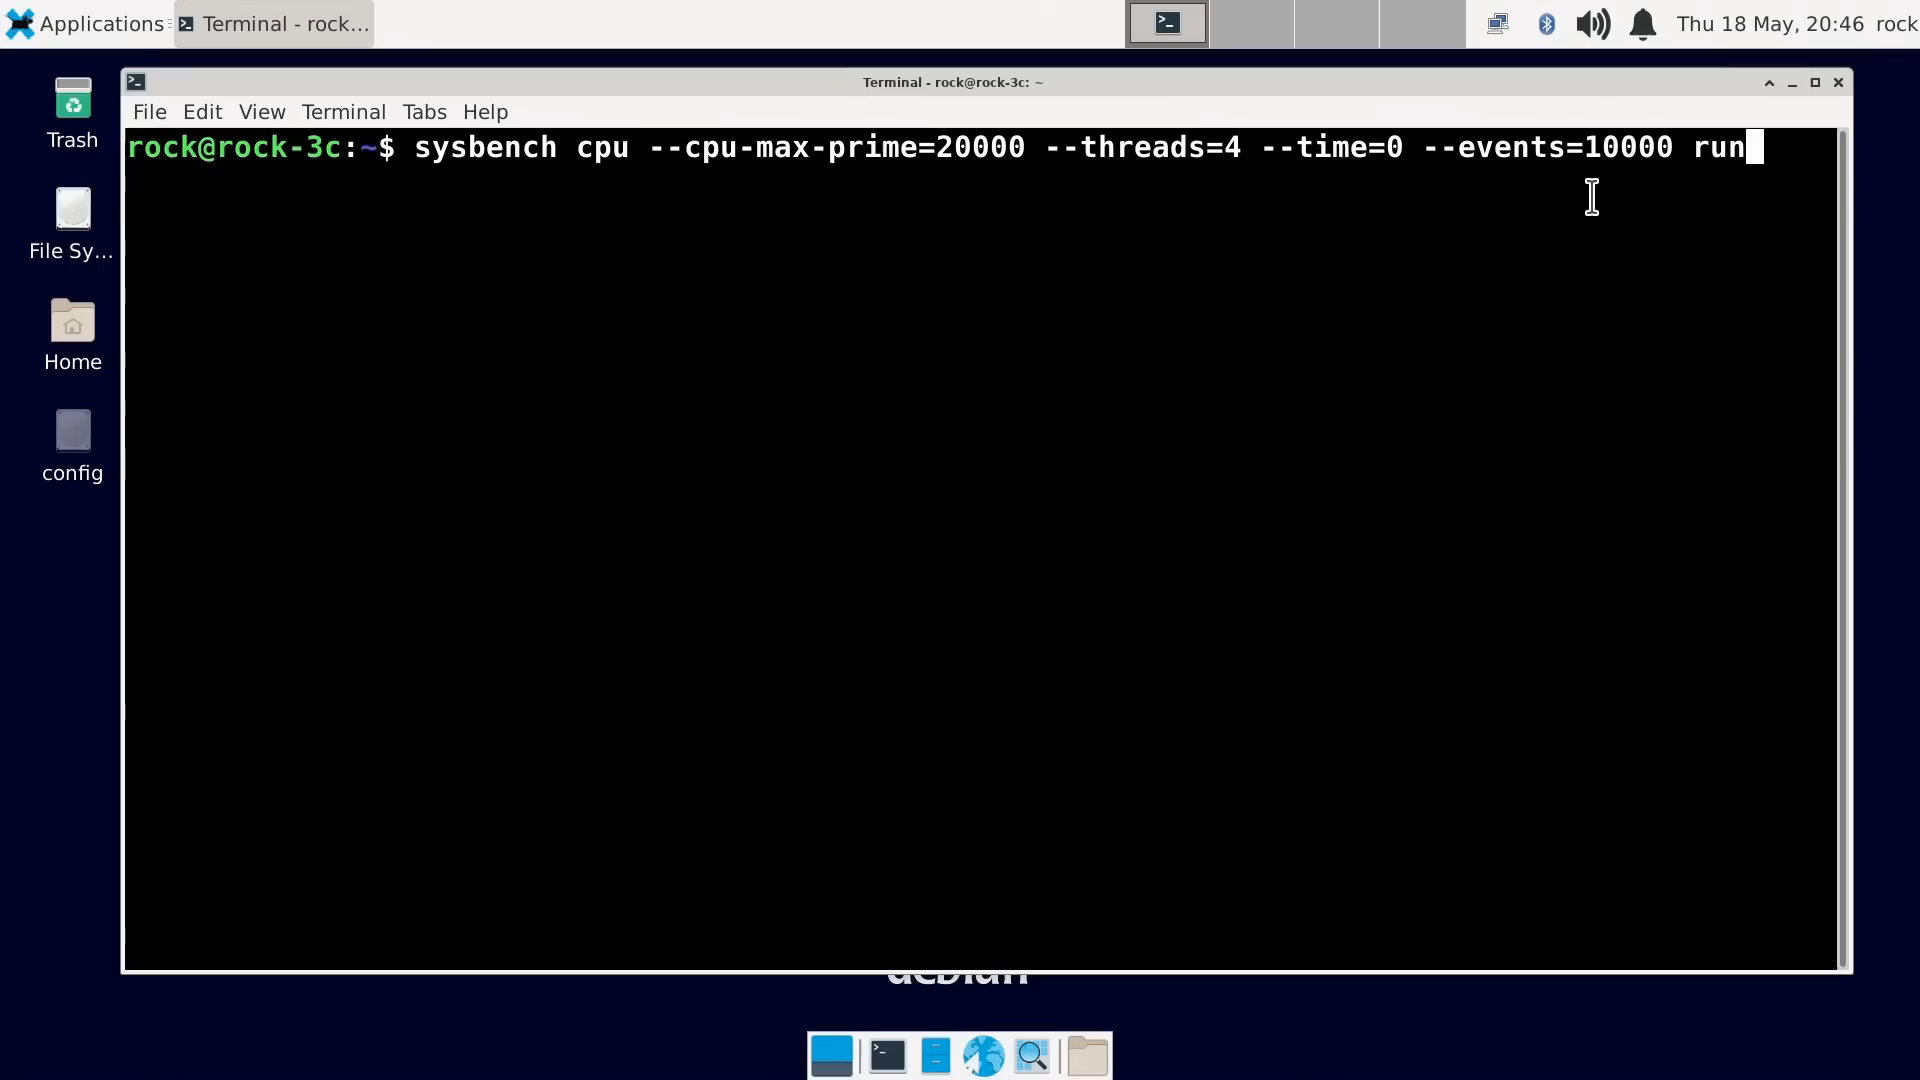 Applications
Terminal - rock...
Thu 18 May, 20:46 rock
Terminal - rock@rock-3c: ~
File Edit View Terminal Tabs Help
rock@rock-3c:~$ sysbench cpu --cpu-max-prime=20000 --threads=4 --time=0 --events=10000 run
Trash
File Sy...
Home
config
debian